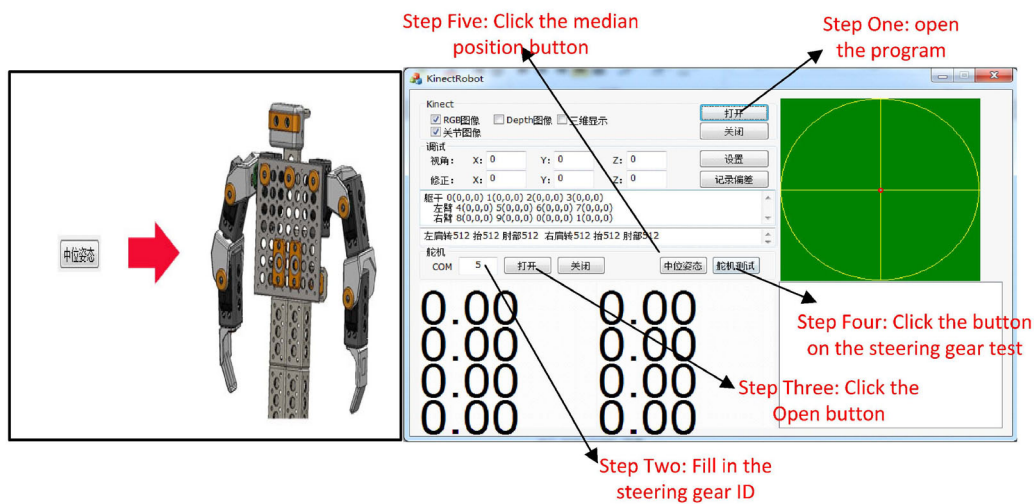 Step Five: Click the median
position button
Step One: open
the program
中位姿态
KinectRobot
Kinect
RGB图像 Depth图像 三维显示
关节图像
打开
关闭
调试
视角: X: 0 Y: 0 Z: 0 设置
修正: X: 0 Y: 0 Z: 0 记录偏差
躯干 0(0,0,0) 1(0,0,0) 2(0,0,0) 3(0,0,0)
左臂 4(0,0,0) 5(0,0,0) 6(0,0,0) 7(0,0,0)
右臂 8(0,0,0) 9(0,0,0) 0(0,0,0) 1(0,0,0)
左肩转512 抬512 肘部512 右肩转512 抬512 肘部512
舵机
COM 5 打开 关闭 中位姿态 舵机测试
0.00 0.00
0.00 0.00
0.00 0.00
0.00 0.00
Step Four: Click the button
on the steering gear test
Step Three: Click the
Open button
Step Two: Fill in the
steering gear ID